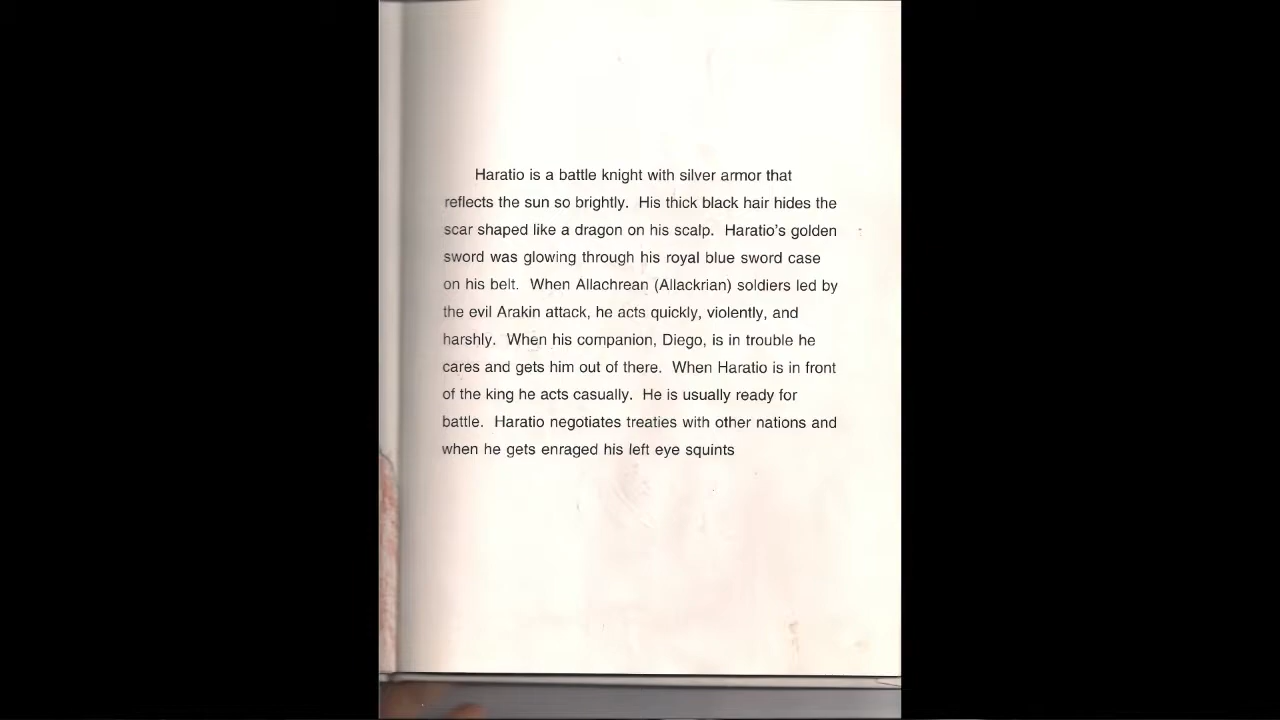 Haratio is a battle knight with silver armor that
reflects the sun so brightly.  His thick black hair hides the
scar shaped like a dragon on his scalp.  Haratio's golden
sword was glowing through his royal blue sword case
on his belt.  When Allachrean (Allackrian) soldiers led by
the evil Arakin attack, he acts quickly, violently, and
harshly.  When his companion, Diego, is in trouble he
cares and gets him out of there.  When Haratio is in front
of the king he acts casually.  He is usually ready for
battle.  Haratio negotiates treaties with other nations and
when he gets enraged his left eye squints